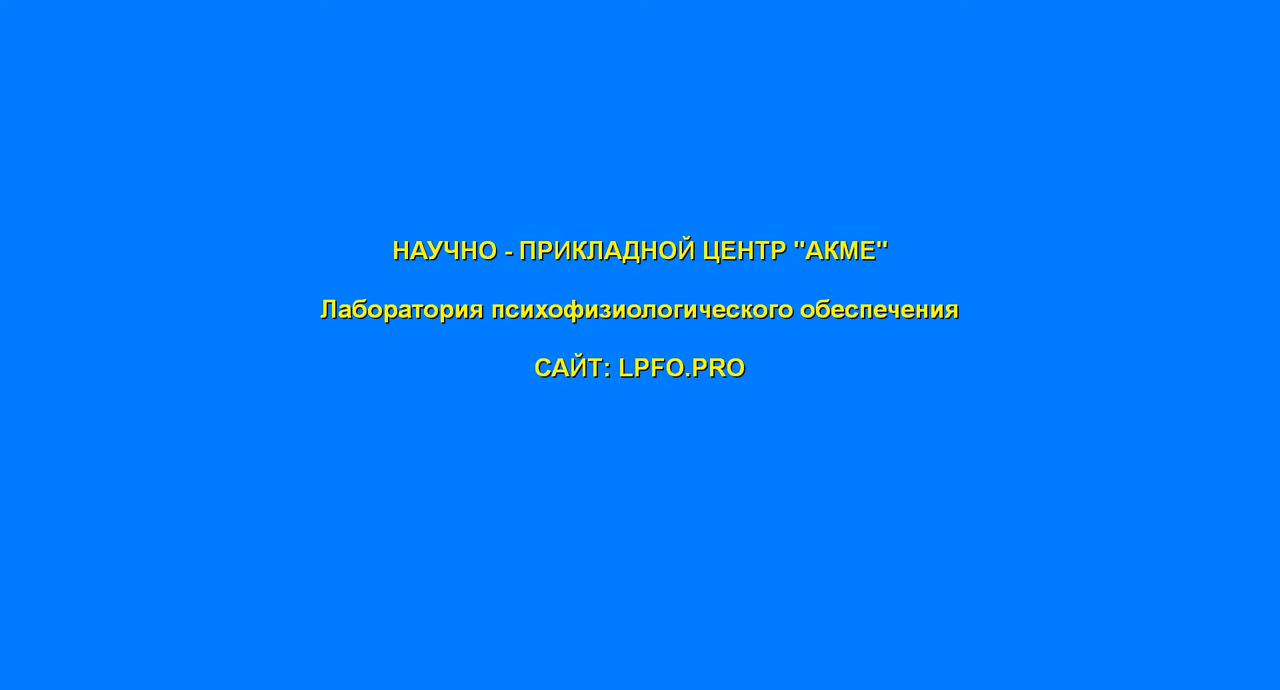 НАУЧНО - ПРИКЛАДНОЙ ЦЕНТР "АКМЕ"
Лаборатория психофизиологического обеспечения
САЙТ: LPFO.PRO